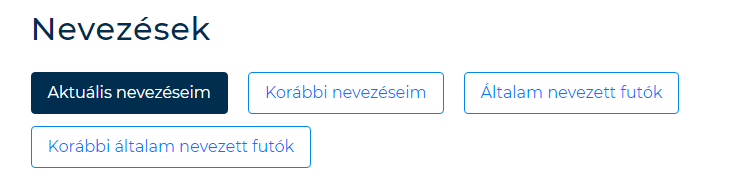 Nevezések
Aktuális nevezéseim
Korábbi nevezéseim
Általam nevezett futók
Korábbi általam nevezett futók